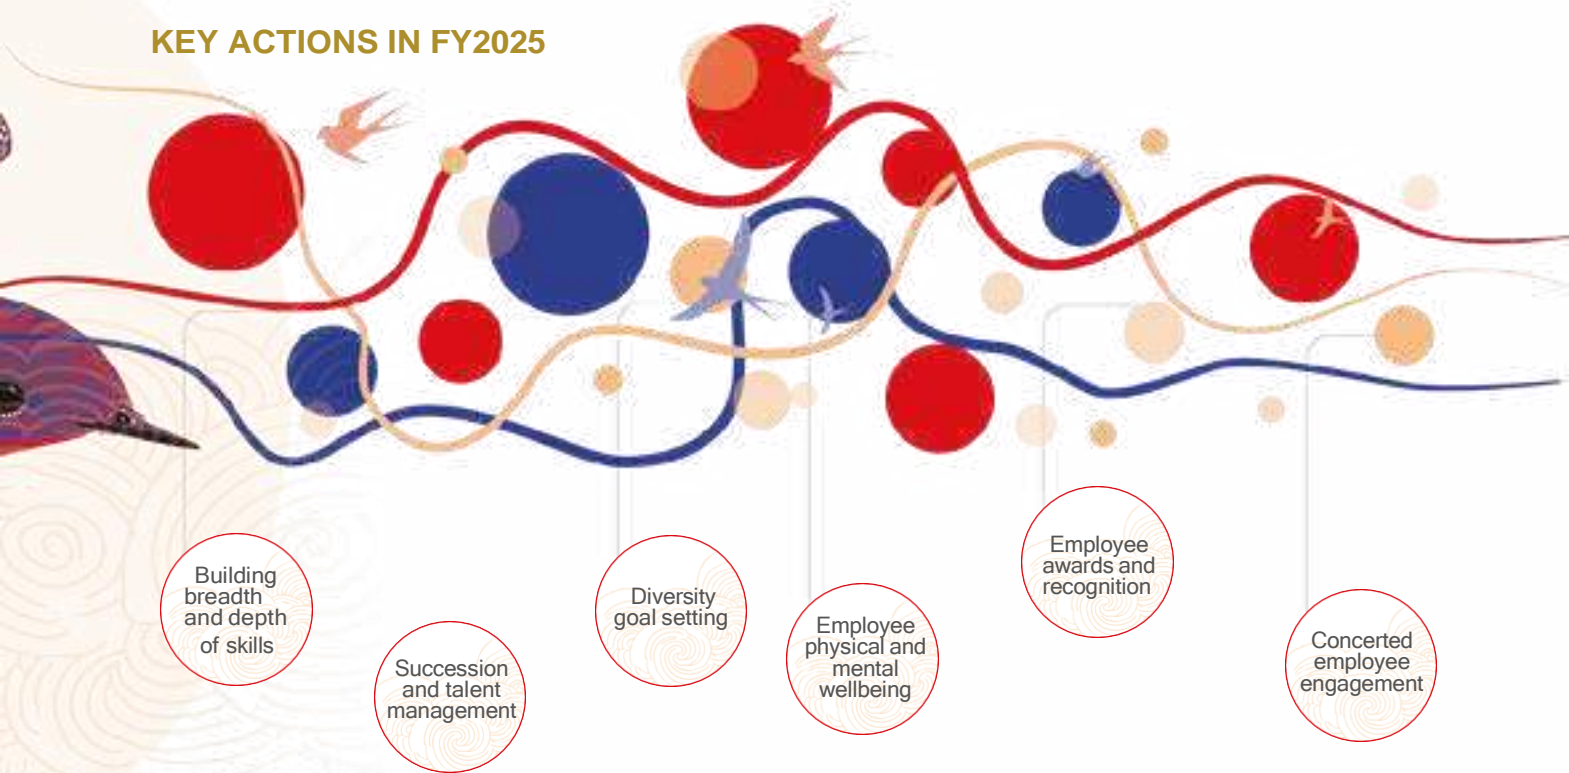 KEY ACTIONS IN FY2025
Building
breadth
and depth
of skills
Succession
and talent
management
Diversity
goal setting
Employee
physical and
mental
wellbeing
Employee
awards and
recognition
Concerted
employee
engagement